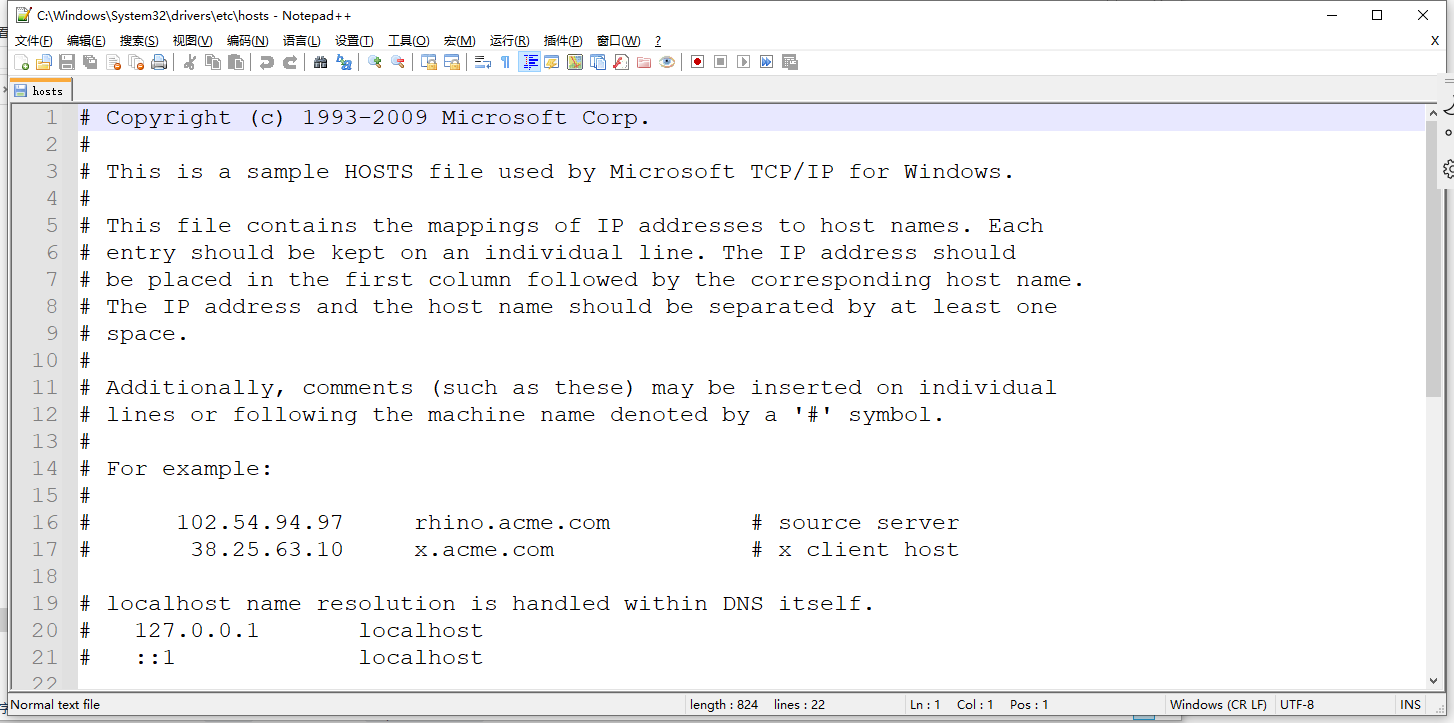 C:\Windows\System32\drivers\etc\hosts - Notepad++
文件(F) 编辑(E) 搜索(S) 视图(V) 编码(N) 语言(L) 设置(T) 工具(O) 宏(M) 运行(R) 插件(P) 窗口(W) ? X
hosts
1 # Copyright (c) 1993-2009 Microsoft Corp.
2 #
3 # This is a sample HOSTS file used by Microsoft TCP/IP for Windows.
4 #
5 # This file contains the mappings of IP addresses to host names. Each
6 # entry should be kept on an individual line. The IP address should
7 # be placed in the first column followed by the corresponding host name.
8 # The IP address and the host name should be separated by at least one
9 # space.
10 #
11 # Additionally, comments (such as these) may be inserted on individual
12 # lines or following the machine name denoted by a '#' symbol.
13 #
14 # For example:
15 #
16 #      102.54.94.97     rhino.acme.com          # source server
17 #       38.25.63.10     x.acme.com              # x client host
18
19 # localhost name resolution is handled within DNS itself.
20 #   127.0.0.1       localhost
21 #   ::1             localhost
22
Normal text file length : 824 lines : 22 Ln : 1 Col : 1 Pos : 1 Windows (CR LF) UTF-8 INS